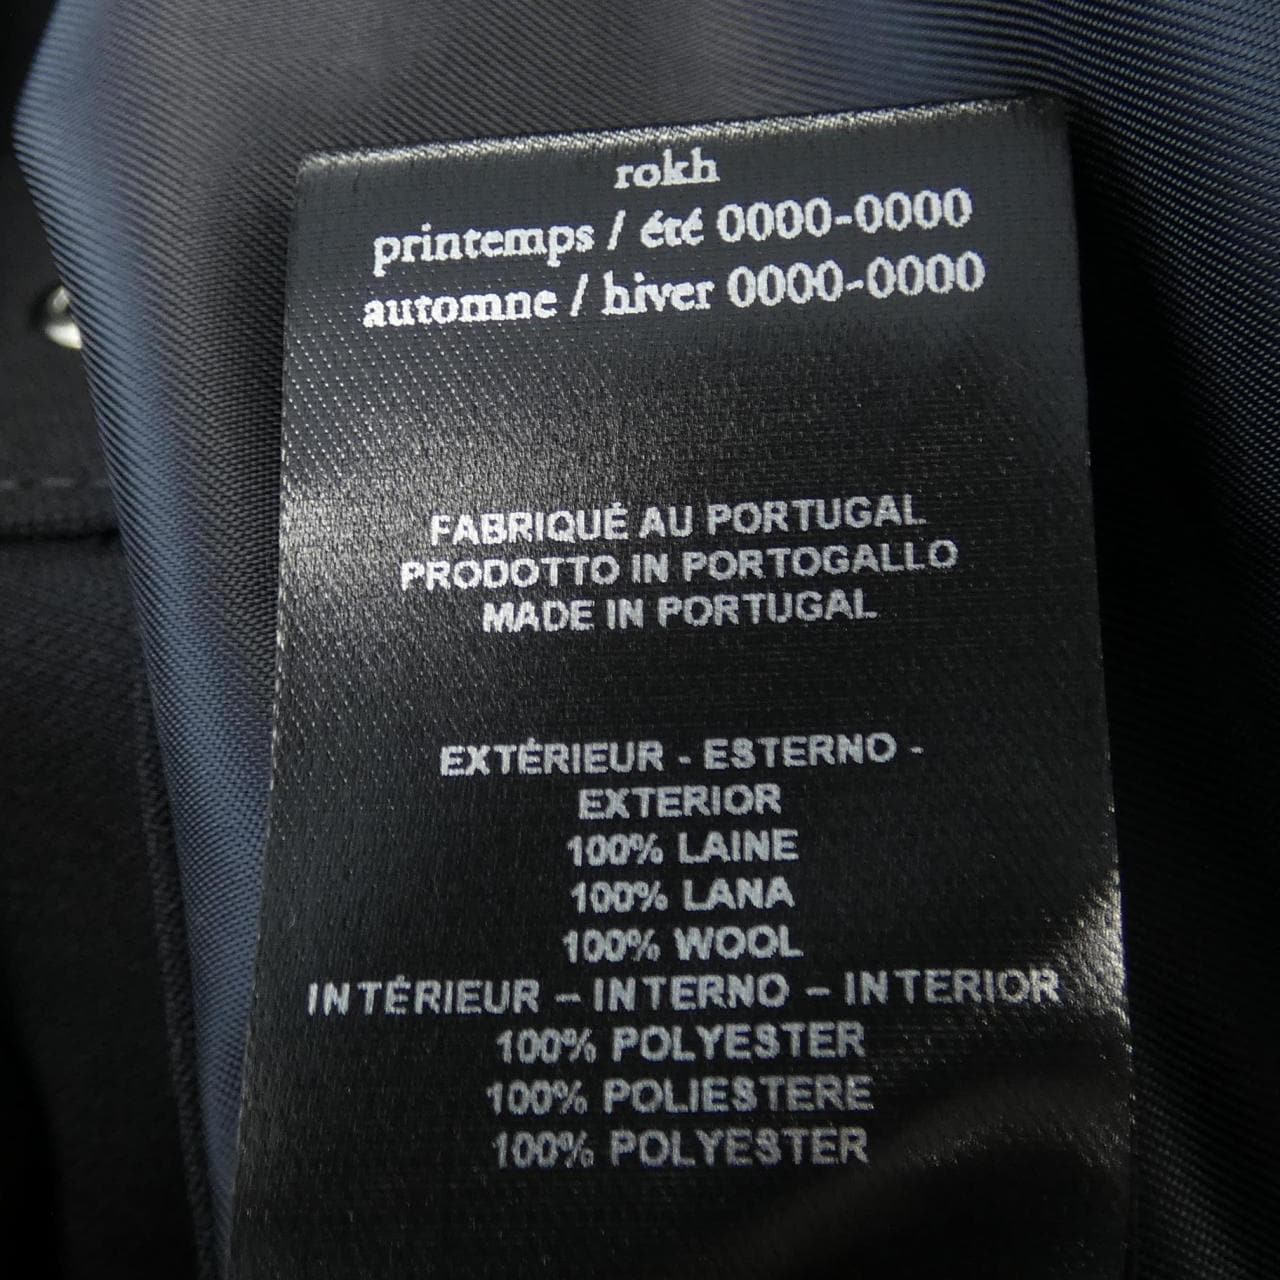 rokh
printemps / été 0000-0000
automne / hiver 0000-0000
FABRIQUÉ AU PORTUGAL
PRODOTTO IN PORTOGALLO
MADE IN PORTUGAL
EXTÉRIEUR - ESTERNO -
EXTERIOR
100% LAINE
100% LANA
100% WOOL
INTÉRIEUR – INTERNO – INTERIOR
100% POLYESTER
100% POLIESTERE
100% POLYESTER